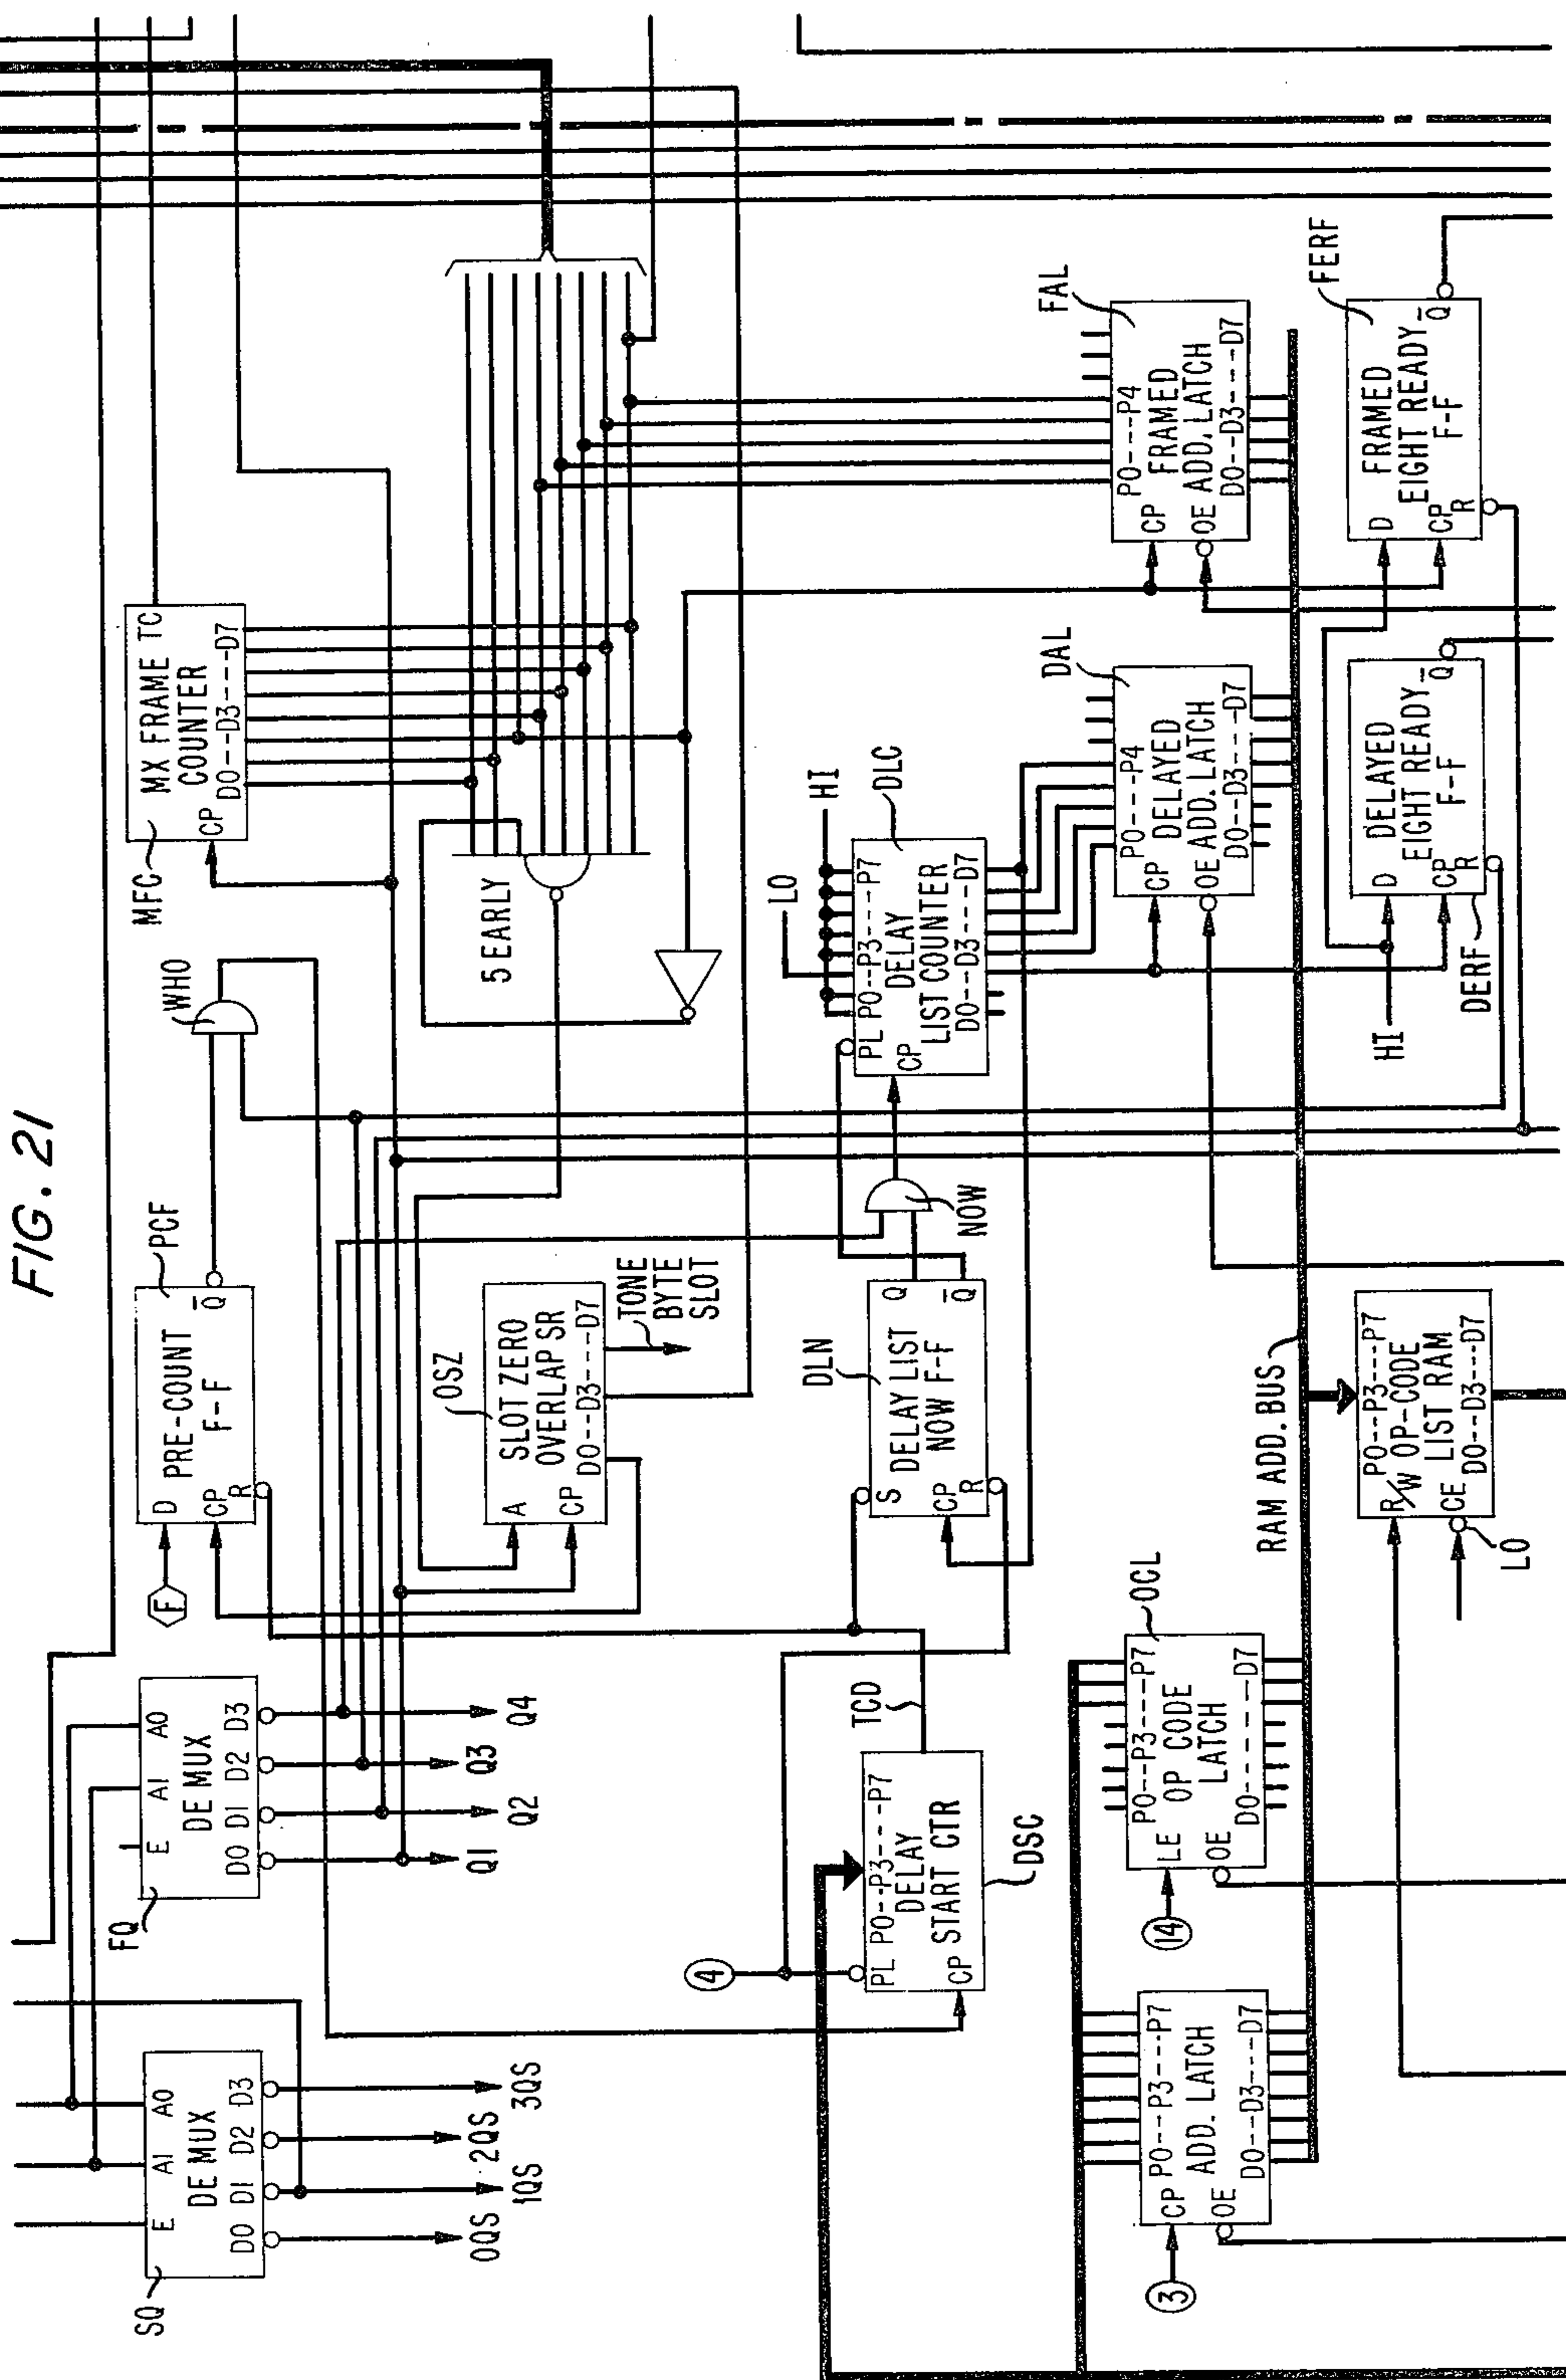 FIG. 21
SQ
E A1 A0
DE MUX
D0 D1 D2 D3
0QS
1QS
2QS
3QS
FQ
E A1 A0
DE MUX
D0 D1 D2 D3
Q1
Q2
Q3
Q4
F
D
PRE-COUNT
F-F
CP
R
Q̅
PCF
WHO
MFC
MX FRAME TC
COUNTER
CP
D0--D3----D7
5 EARLY
OSZ
A
SLOT ZERO
OVERLAP SR
CP
D0--D3---D7
TONE
BYTE
SLOT
4
PL P0--P3---P7
DELAY
CP START CTR
DSC
TCD
DLN
S
DELAY LIST
NOW F-F
CP
R
Q
Q̅
NOW
LO
HI
PL P0--P3----P7
DELAY
CP
LIST COUNTER
D0--D3----D7
DLC
DAL
P0---P4
CP DELAYED
OE ADD. LATCH
D0--D3----D7
FAL
P0---P4
CP FRAMED
OE ADD. LATCH
D0--D3----D7
3
CP P0--P3---P7
ADD. LATCH
OE
D0--D3---D7
14
OCL
P0--P3----P7
LE OP CODE
LATCH
OE
D0------D7
RAM ADD. BUS
P0--P3---P7
R/W OP-CODE
LIST RAM
CE
D0--D3---D7
LO
HI
DERF
D
DELAYED
EIGHT READY
F-F
CP
R
Q̅
FERF
D
FRAMED
EIGHT READY
F-F
CP
R
Q̅